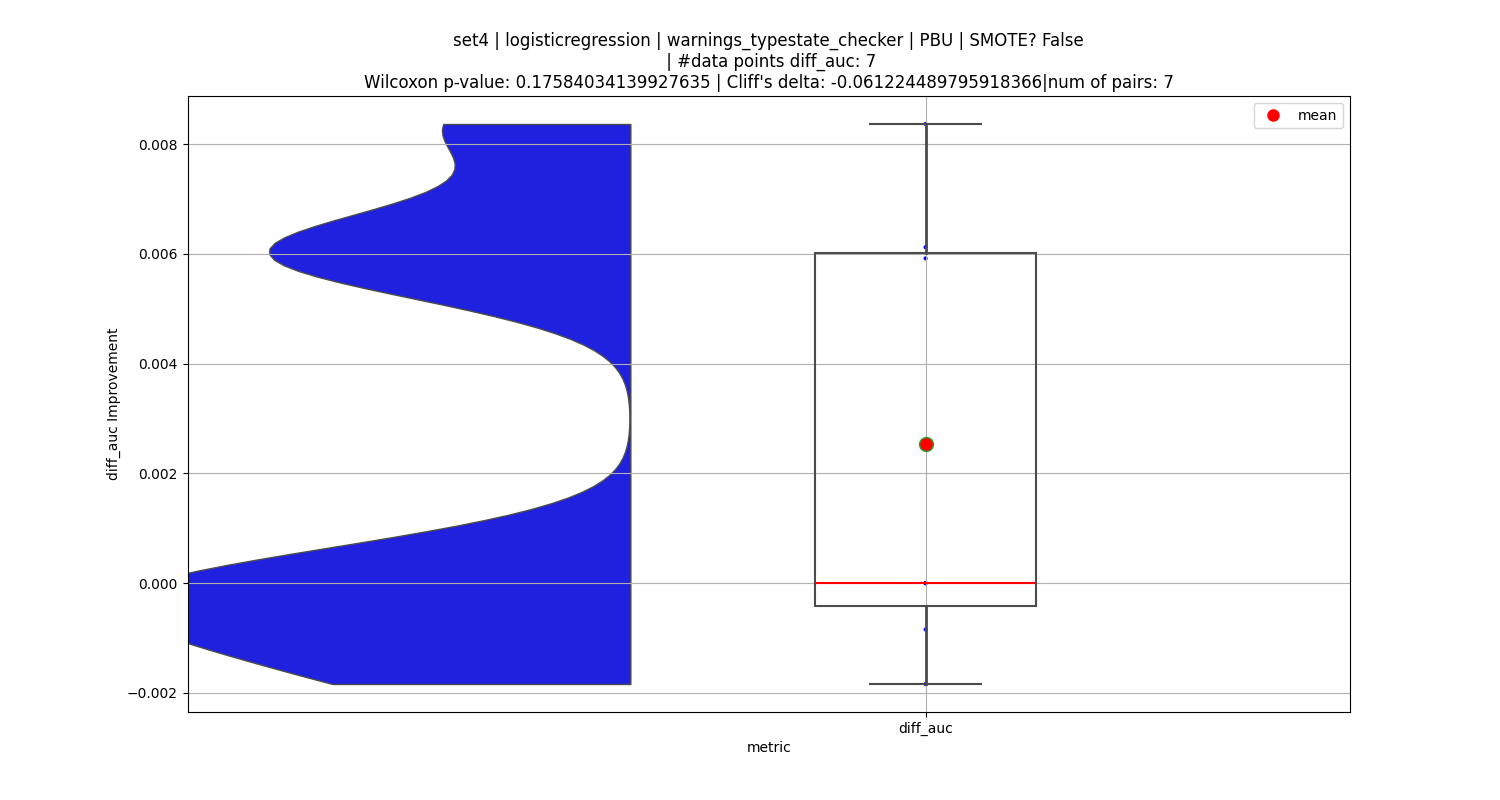 set4 | logisticregression | warnings_typestate_checker | PBU | SMOTE? False
| #data points diff_auc: 7
Wilcoxon p-value: 0.17584034139927635 | Cliff's delta: -0.061224489795918366|num of pairs: 7
mean
0.008
0.006
0.004
0.002
0.000
−0.002
diff_auc Improvement
diff_auc
metric